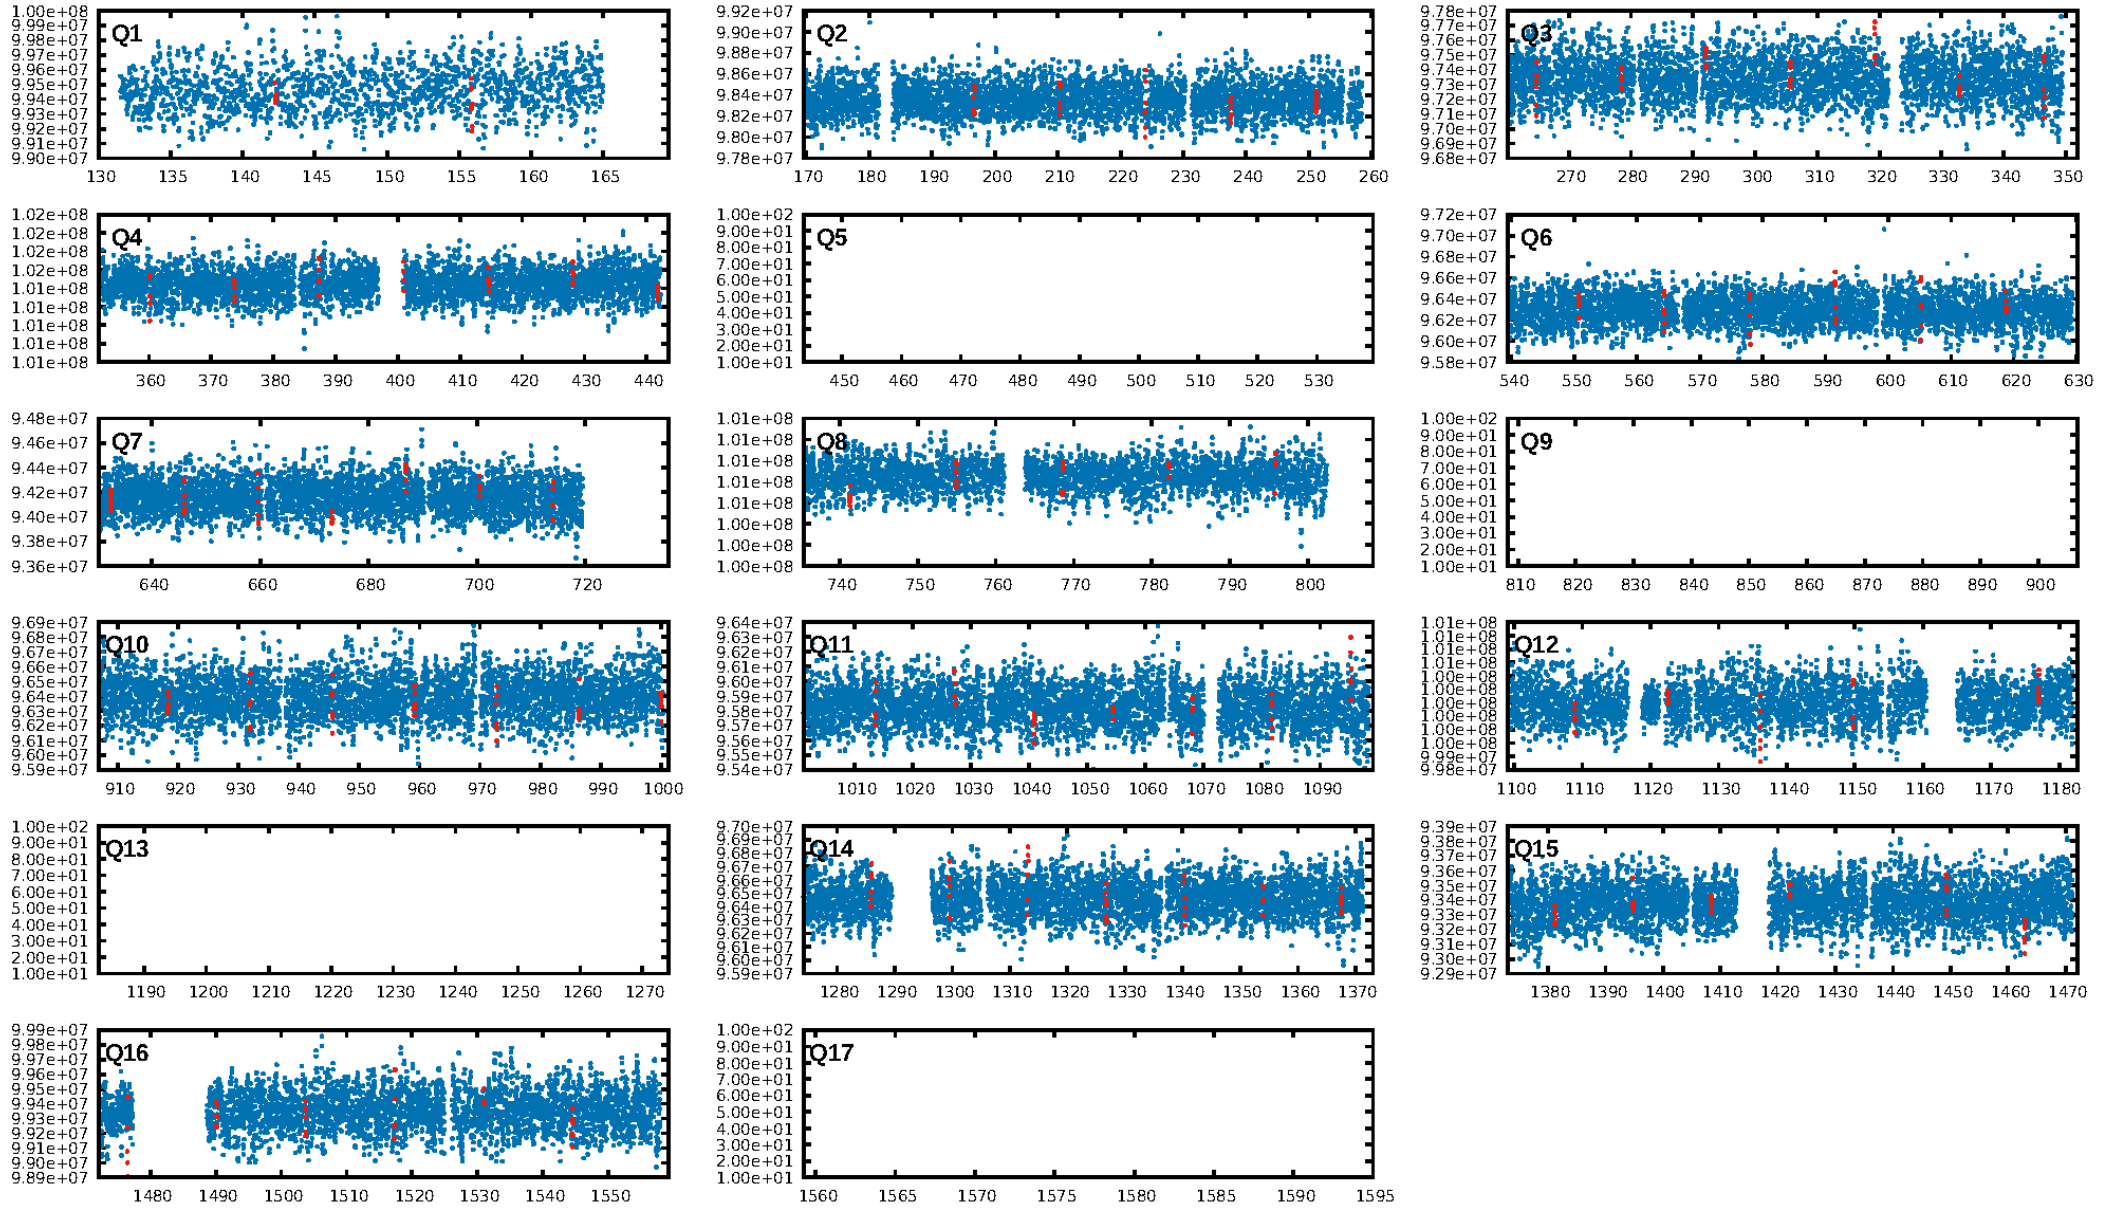 1.00e+08
9.99e+07
9.98e+07
9.97e+07
9.96e+07
9.95e+07
9.94e+07
9.93e+07
9.92e+07
9.91e+07
9.90e+07
Q1
130 135 140 145 150 155 160 165
9.92e+07
9.90e+07
9.88e+07
9.86e+07
9.84e+07
9.82e+07
9.80e+07
9.78e+07
Q2
170 180 190 200 210 220 230 240 250 260
9.78e+07
9.77e+07
9.76e+07
9.75e+07
9.74e+07
9.73e+07
9.72e+07
9.71e+07
9.70e+07
9.69e+07
9.68e+07
Q3
270 280 290 300 310 320 330 340 350
1.02e+08
1.02e+08
1.02e+08
1.02e+08
1.01e+08
1.01e+08
1.01e+08
1.01e+08
1.01e+08
Q4
360 370 380 390 400 410 420 430 440
1.00e+02
9.00e+01
8.00e+01
7.00e+01
6.00e+01
5.00e+01
4.00e+01
3.00e+01
2.00e+01
1.00e+01
Q5
450 460 470 480 490 500 510 520 530
9.72e+07
9.70e+07
9.68e+07
9.66e+07
9.64e+07
9.62e+07
9.60e+07
9.58e+07
Q6
540 550 560 570 580 590 600 610 620 630
9.48e+07
9.46e+07
9.44e+07
9.42e+07
9.40e+07
9.38e+07
9.36e+07
Q7
640 660 680 700 720
1.01e+08
1.01e+08
1.01e+08
1.01e+08
1.01e+08
1.00e+08
1.00e+08
1.00e+08
Q8
740 750 760 770 780 790 800
1.00e+02
9.00e+01
8.00e+01
7.00e+01
6.00e+01
5.00e+01
4.00e+01
3.00e+01
2.00e+01
1.00e+01
Q9
810 820 830 840 850 860 870 880 890 900
9.69e+07
9.68e+07
9.67e+07
9.66e+07
9.65e+07
9.64e+07
9.63e+07
9.62e+07
9.61e+07
9.60e+07
9.59e+07
Q10
910 920 930 940 950 960 970 980 990 1000
9.64e+07
9.63e+07
9.62e+07
9.61e+07
9.60e+07
9.59e+07
9.58e+07
9.57e+07
9.56e+07
9.55e+07
9.54e+07
Q11
1010 1020 1030 1040 1050 1060 1070 1080 1090
1.01e+08
1.01e+08
1.01e+08
1.01e+08
1.00e+08
1.00e+08
1.00e+08
1.00e+08
1.00e+08
1.00e+08
9.99e+07
9.98e+07
Q12
1100 1110 1120 1130 1140 1150 1160 1170 1180
1.00e+02
9.00e+01
8.00e+01
7.00e+01
6.00e+01
5.00e+01
4.00e+01
3.00e+01
2.00e+01
1.00e+01
Q13
1190 1200 1210 1220 1230 1240 1250 1260 1270
9.70e+07
9.69e+07
9.68e+07
9.67e+07
9.66e+07
9.65e+07
9.64e+07
9.63e+07
9.62e+07
9.61e+07
9.60e+07
9.59e+07
Q14
1280 1290 1300 1310 1320 1330 1340 1350 1360 1370
9.39e+07
9.38e+07
9.37e+07
9.36e+07
9.35e+07
9.34e+07
9.33e+07
9.32e+07
9.31e+07
9.30e+07
9.29e+07
Q15
1380 1390 1400 1410 1420 1430 1440 1450 1460 1470
9.99e+07
9.98e+07
9.97e+07
9.96e+07
9.95e+07
9.94e+07
9.93e+07
9.92e+07
9.91e+07
9.90e+07
9.89e+07
Q16
1480 1490 1500 1510 1520 1530 1540 1550
1.00e+02
9.00e+01
8.00e+01
7.00e+01
6.00e+01
5.00e+01
4.00e+01
3.00e+01
2.00e+01
1.00e+01
Q17
1560 1565 1570 1575 1580 1585 1590 1595